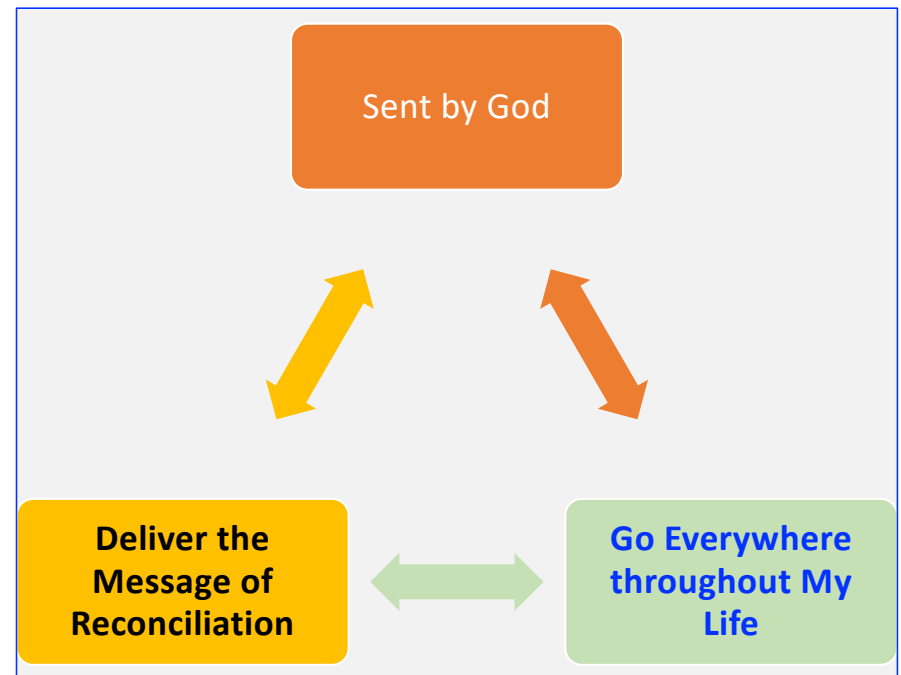 Sent by God
Deliver the
Message of
Reconciliation
Go Everywhere
throughout My
Life